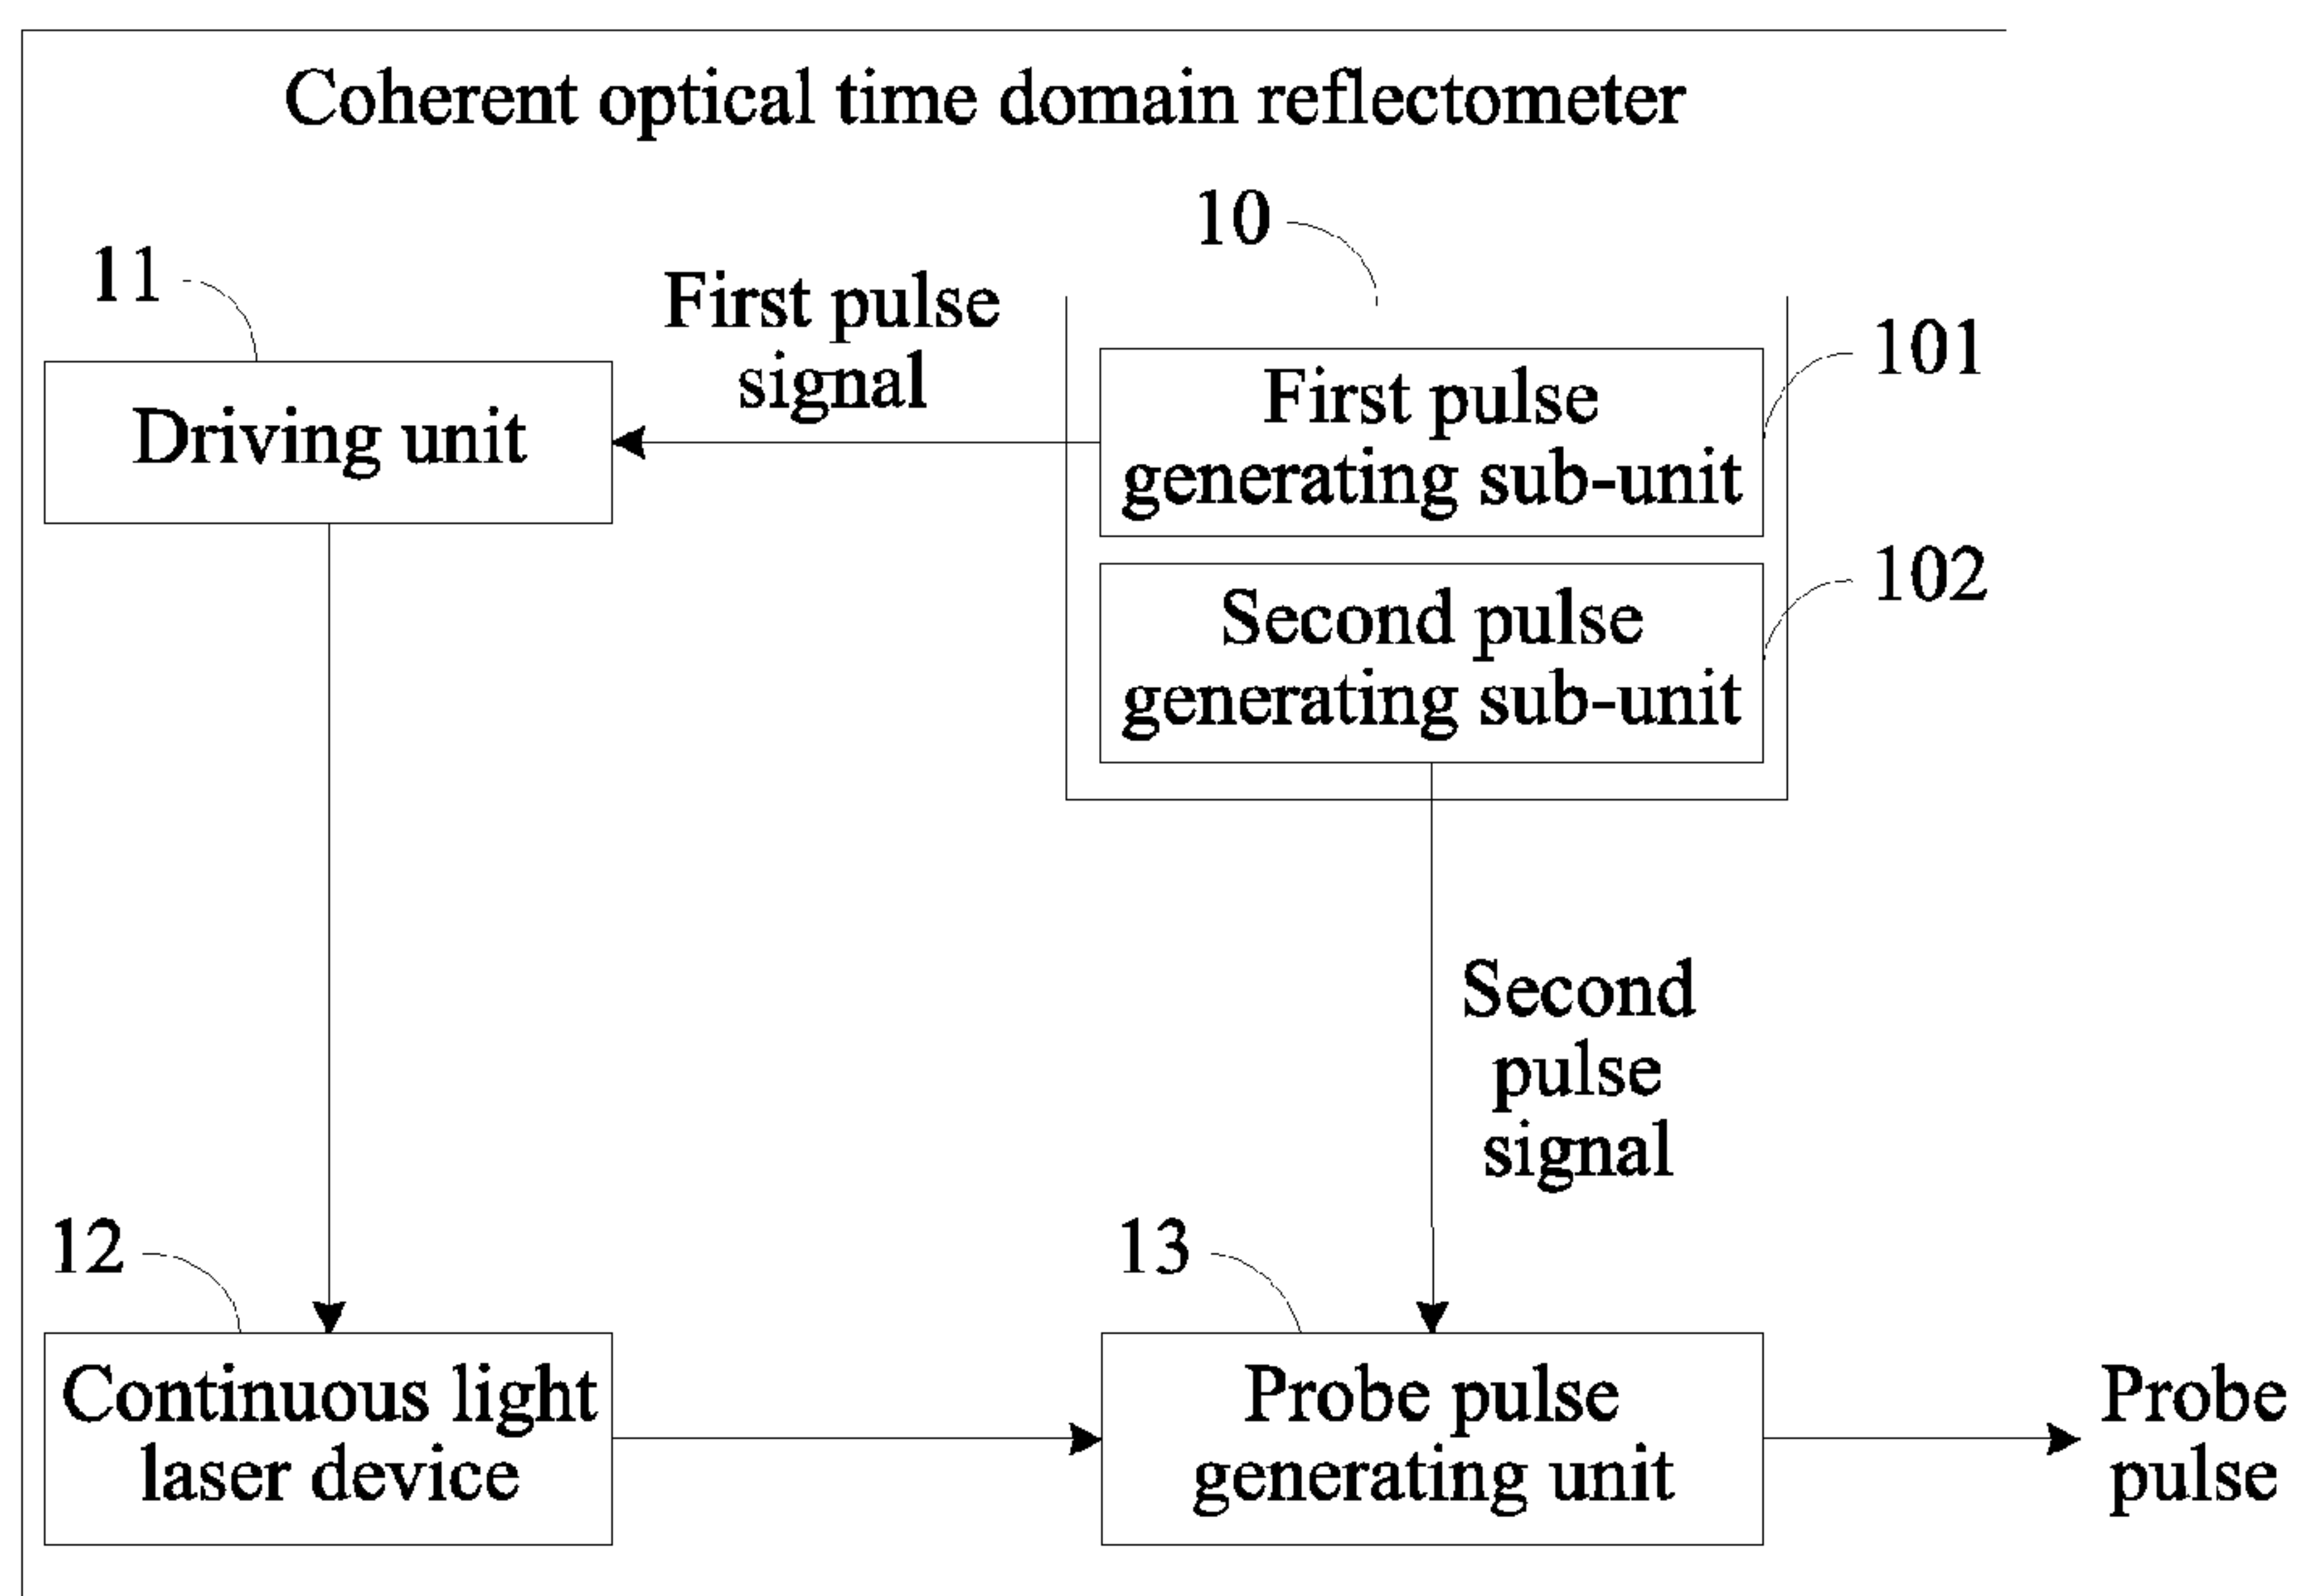 Coherent optical time domain reflectometer
10
11
First pulse
signal
101
Driving unit
First pulse
generating sub-unit
102
Second pulse
generating sub-unit
Second
pulse
signal
12
13
Continuous light
laser device
Probe pulse
generating unit
Probe
pulse